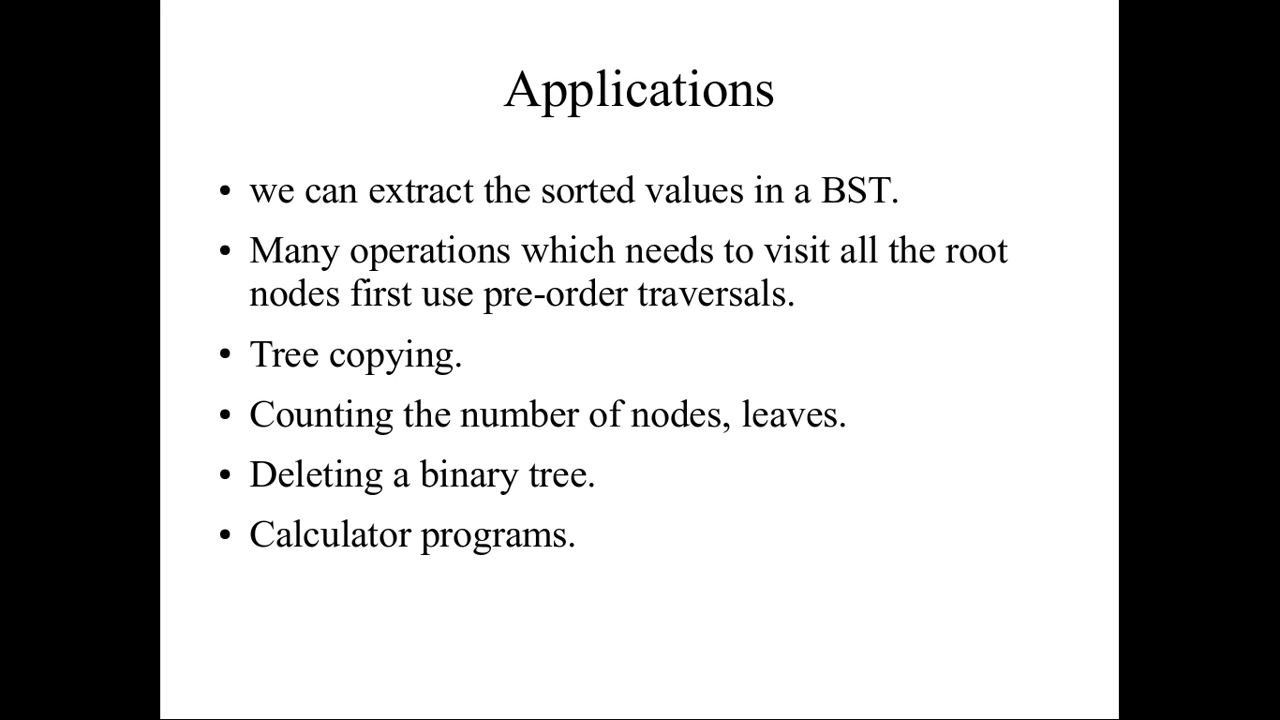 Applications
• we can extract the sorted values in a BST.
• Many operations which needs to visit all the root
nodes first use pre-order traversals.
• Tree copying.
• Counting the number of nodes, leaves.
• Deleting a binary tree.
• Calculator programs.